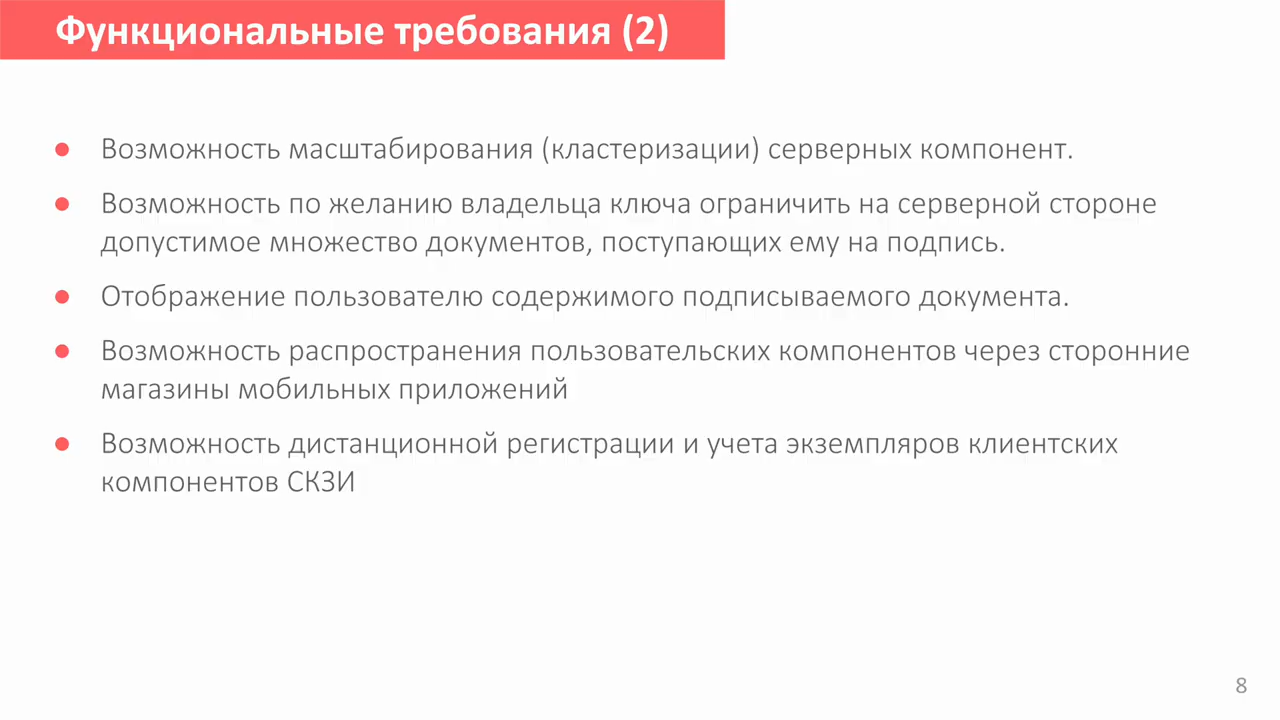 Функциональные требования (2)
● Возможность масштабирования (кластеризации) серверных компонент.
● Возможность по желанию владельца ключа ограничить на серверной стороне
допустимое множество документов, поступающих ему на подпись.
● Отображение пользователю содержимого подписываемого документа.
● Возможность распространения пользовательских компонентов через сторонние
магазины мобильных приложений
● Возможность дистанционной регистрации и учета экземпляров клиентских
компонентов СКЗИ
8